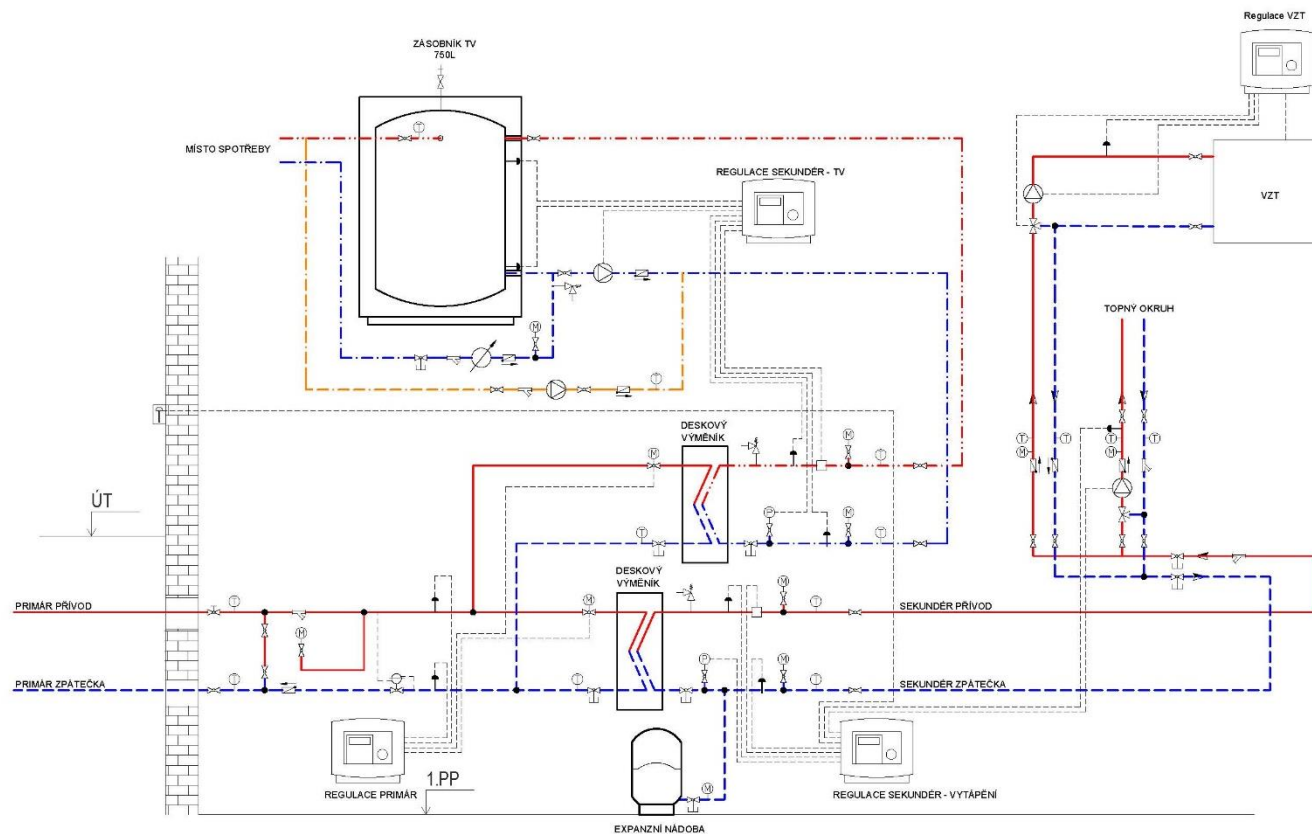 Regulace VZT
ZÁSOBNÍK TV
750L
T
MÍSTO SPOTŘEBY
REGULACE SEKUNDÉR - TV
VZT
TOPNÝ OKRUH
M
T
T
DESKOVÝ
VÝMĚNÍK
M
M
T
T
T
T
T
M
M
ÚT
P
M
T
T
DESKOVÝ
VÝMĚNÍK
PRIMÁR PŘÍVOD
T
M
M
M
T
SEKUNDÉR PŘÍVOD
PRIMÁR ZPÁTEČKA
T
T
P
M
T
SEKUNDÉR ZPÁTEČKA
REGULACE PRIMÁR
1.PP
M
REGULACE SEKUNDÉR - VYTÁPĚNÍ
EXPANZNÍ NÁDOBA